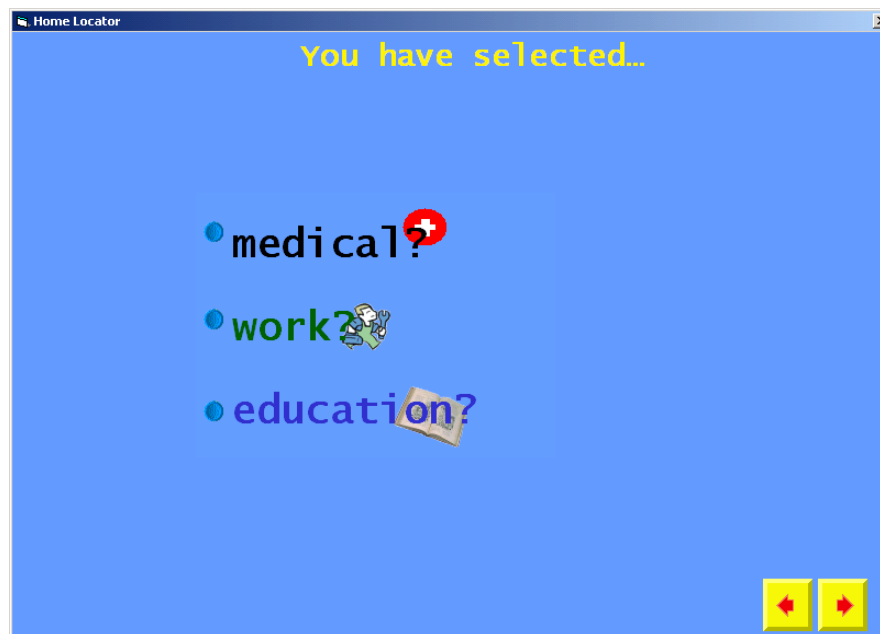 Home Locator
You have selected…
medical?
work?
education?